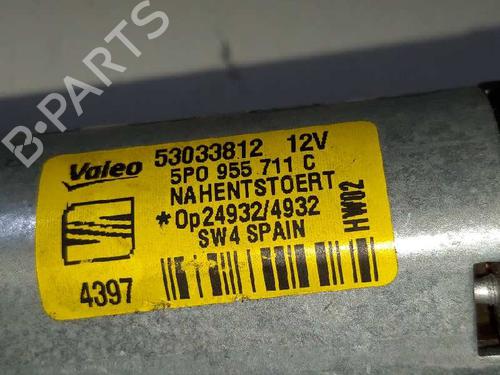 B-PARTS
Valeo 53033812 12V
5P0 955 711 C
NAHENTSTOERT
*Op24932/4932
SW4 SPAIN
HW02
4397